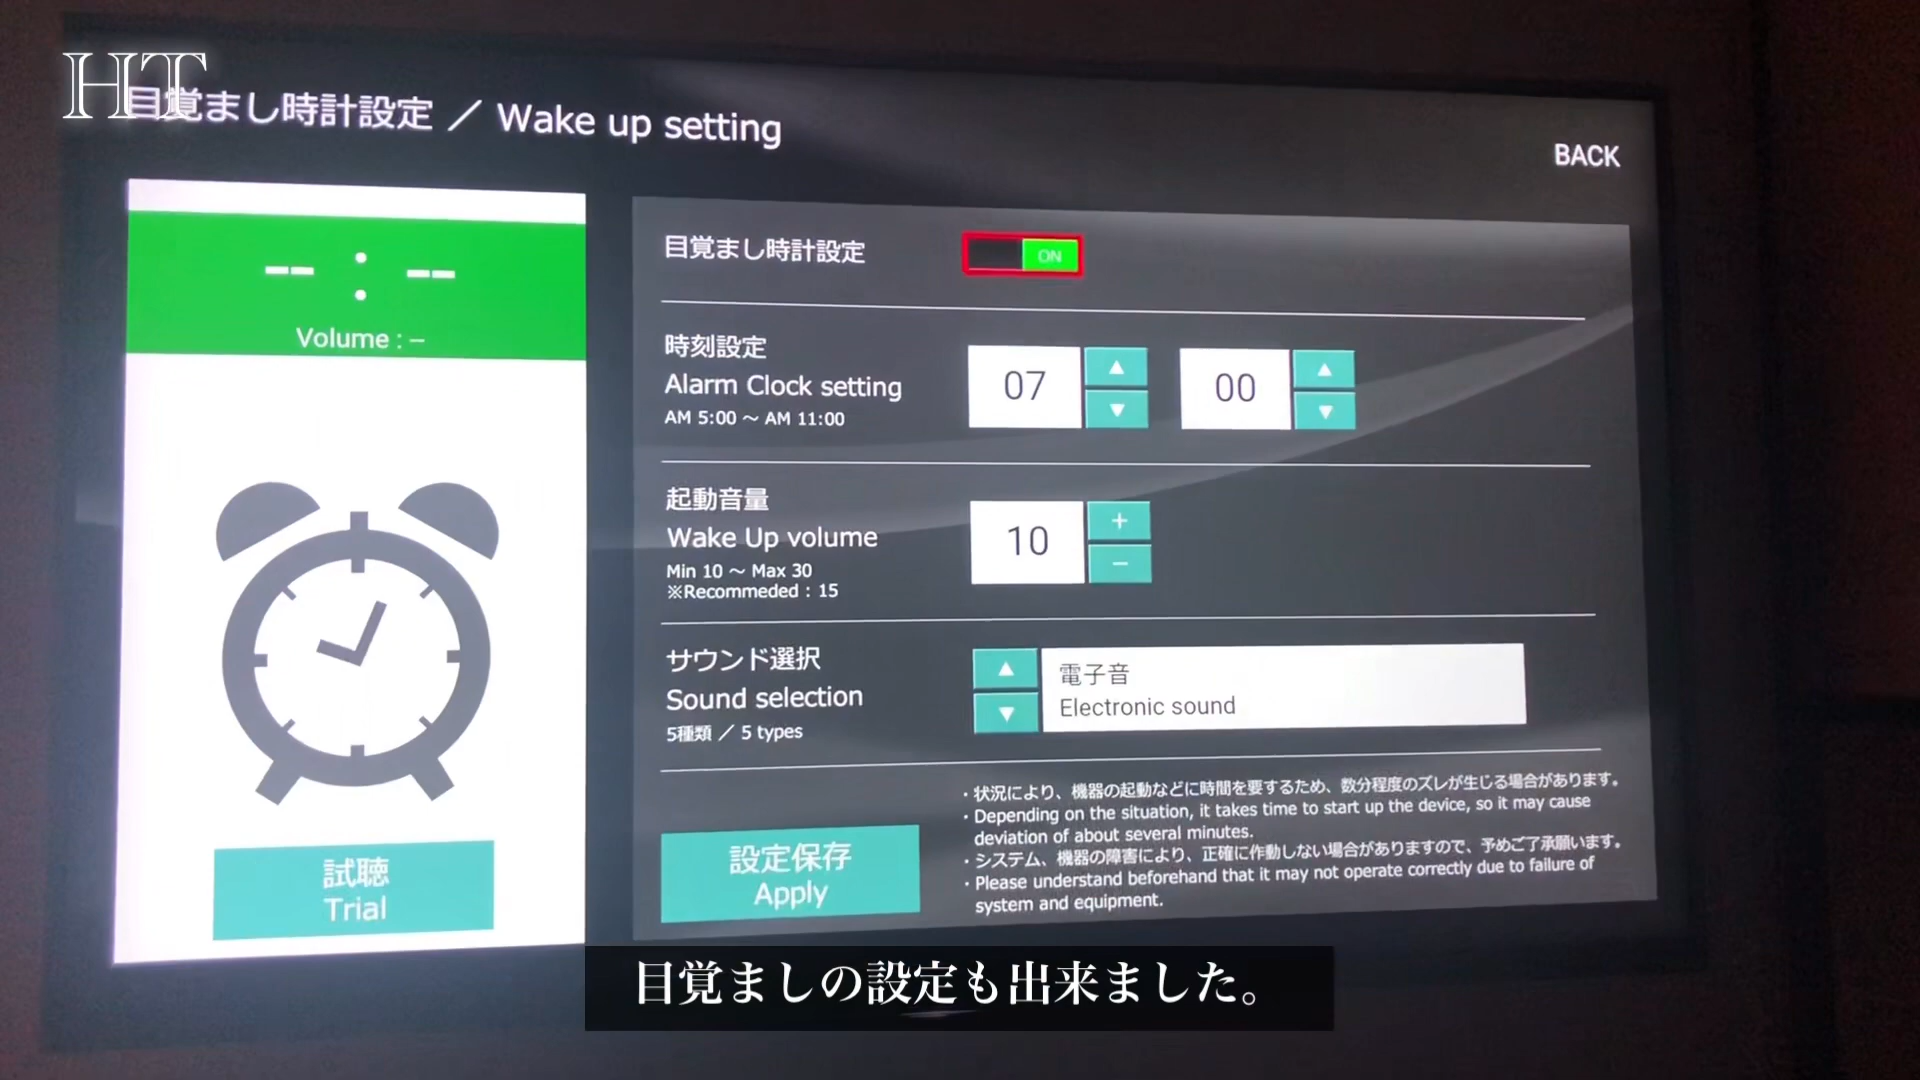 HT
目覚まし時計設定 ／ Wake up setting
BACK
-- : --
Volume : –
試聴
Trial
目覚まし時計設定
ON
時刻設定
Alarm Clock setting
AM 5:00 ～ AM 11:00
07
00
起動音量
Wake Up volume
Min 10 ～ Max 30
※Recommeded : 15
10
+
−
サウンド選択
Sound selection
5種類 ／ 5 types
電子音
Electronic sound
設定保存
Apply
・状況により、機器の起動などに時間を要するため、数分程度のズレが生じる場合があります。
・Depending on the situation, it takes time to start up the device, so it may cause
deviation of about several minutes.
・システム、機器の障害により、正確に作動しない場合がありますので、予めご了承願います。
・Please understand beforehand that it may not operate correctly due to failure of
system and equipment.
目覚ましの設定も出来ました。